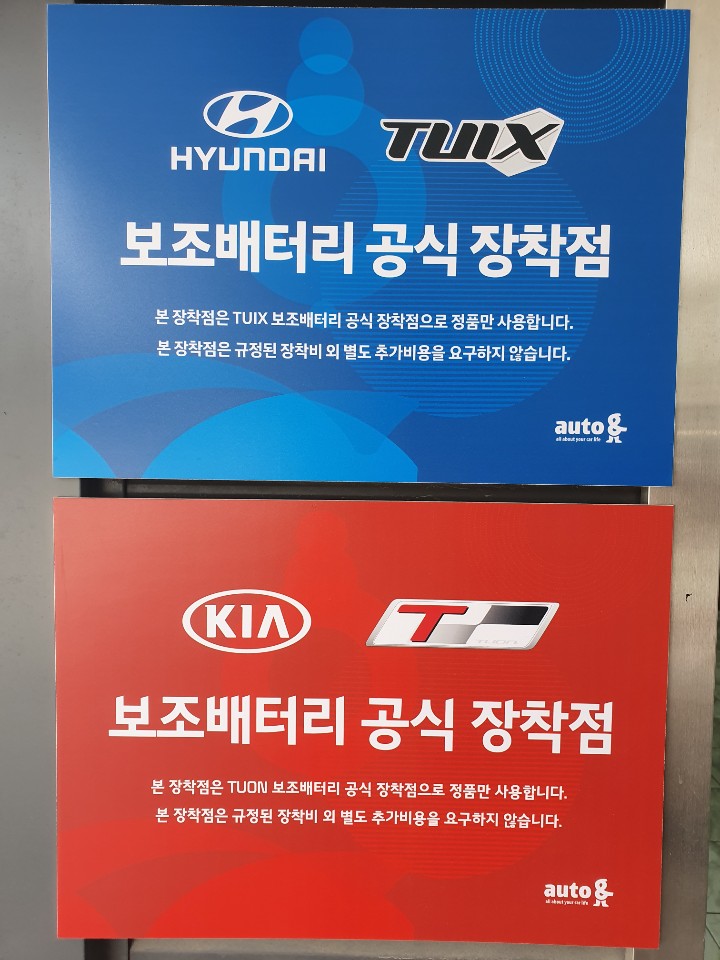 HYUNDAI TUIX
보조배터리 공식 장착점
본 장착점은 TUIX 보조배터리 공식 장착점으로 정품만 사용합니다.
본 장착점은 규정된 장착비 외 별도 추가비용을 요구하지 않습니다.
auto &
all about your car life
KIA T TUON
보조배터리 공식 장착점
본 장착점은 TUON 보조배터리 공식 장착점으로 정품만 사용합니다.
본 장착점은 규정된 장착비 외 별도 추가비용을 요구하지 않습니다.
auto &
all about your car life